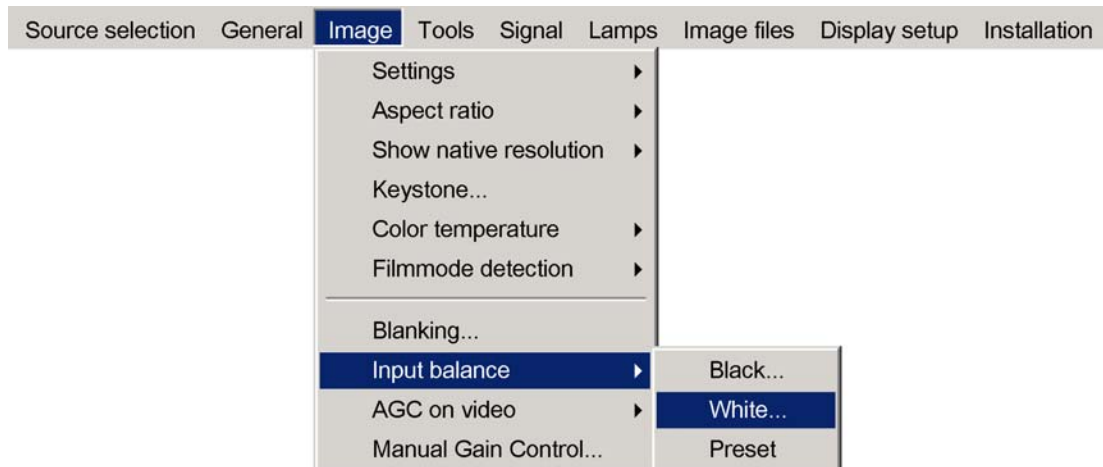 Source selection General Image Tools Signal Lamps Image files Display setup Installation
Settings
Aspect ratio
Show native resolution
Keystone...
Color temperature
Filmmode detection
Blanking...
Input balance Black...
AGC on video White...
Manual Gain Control... Preset